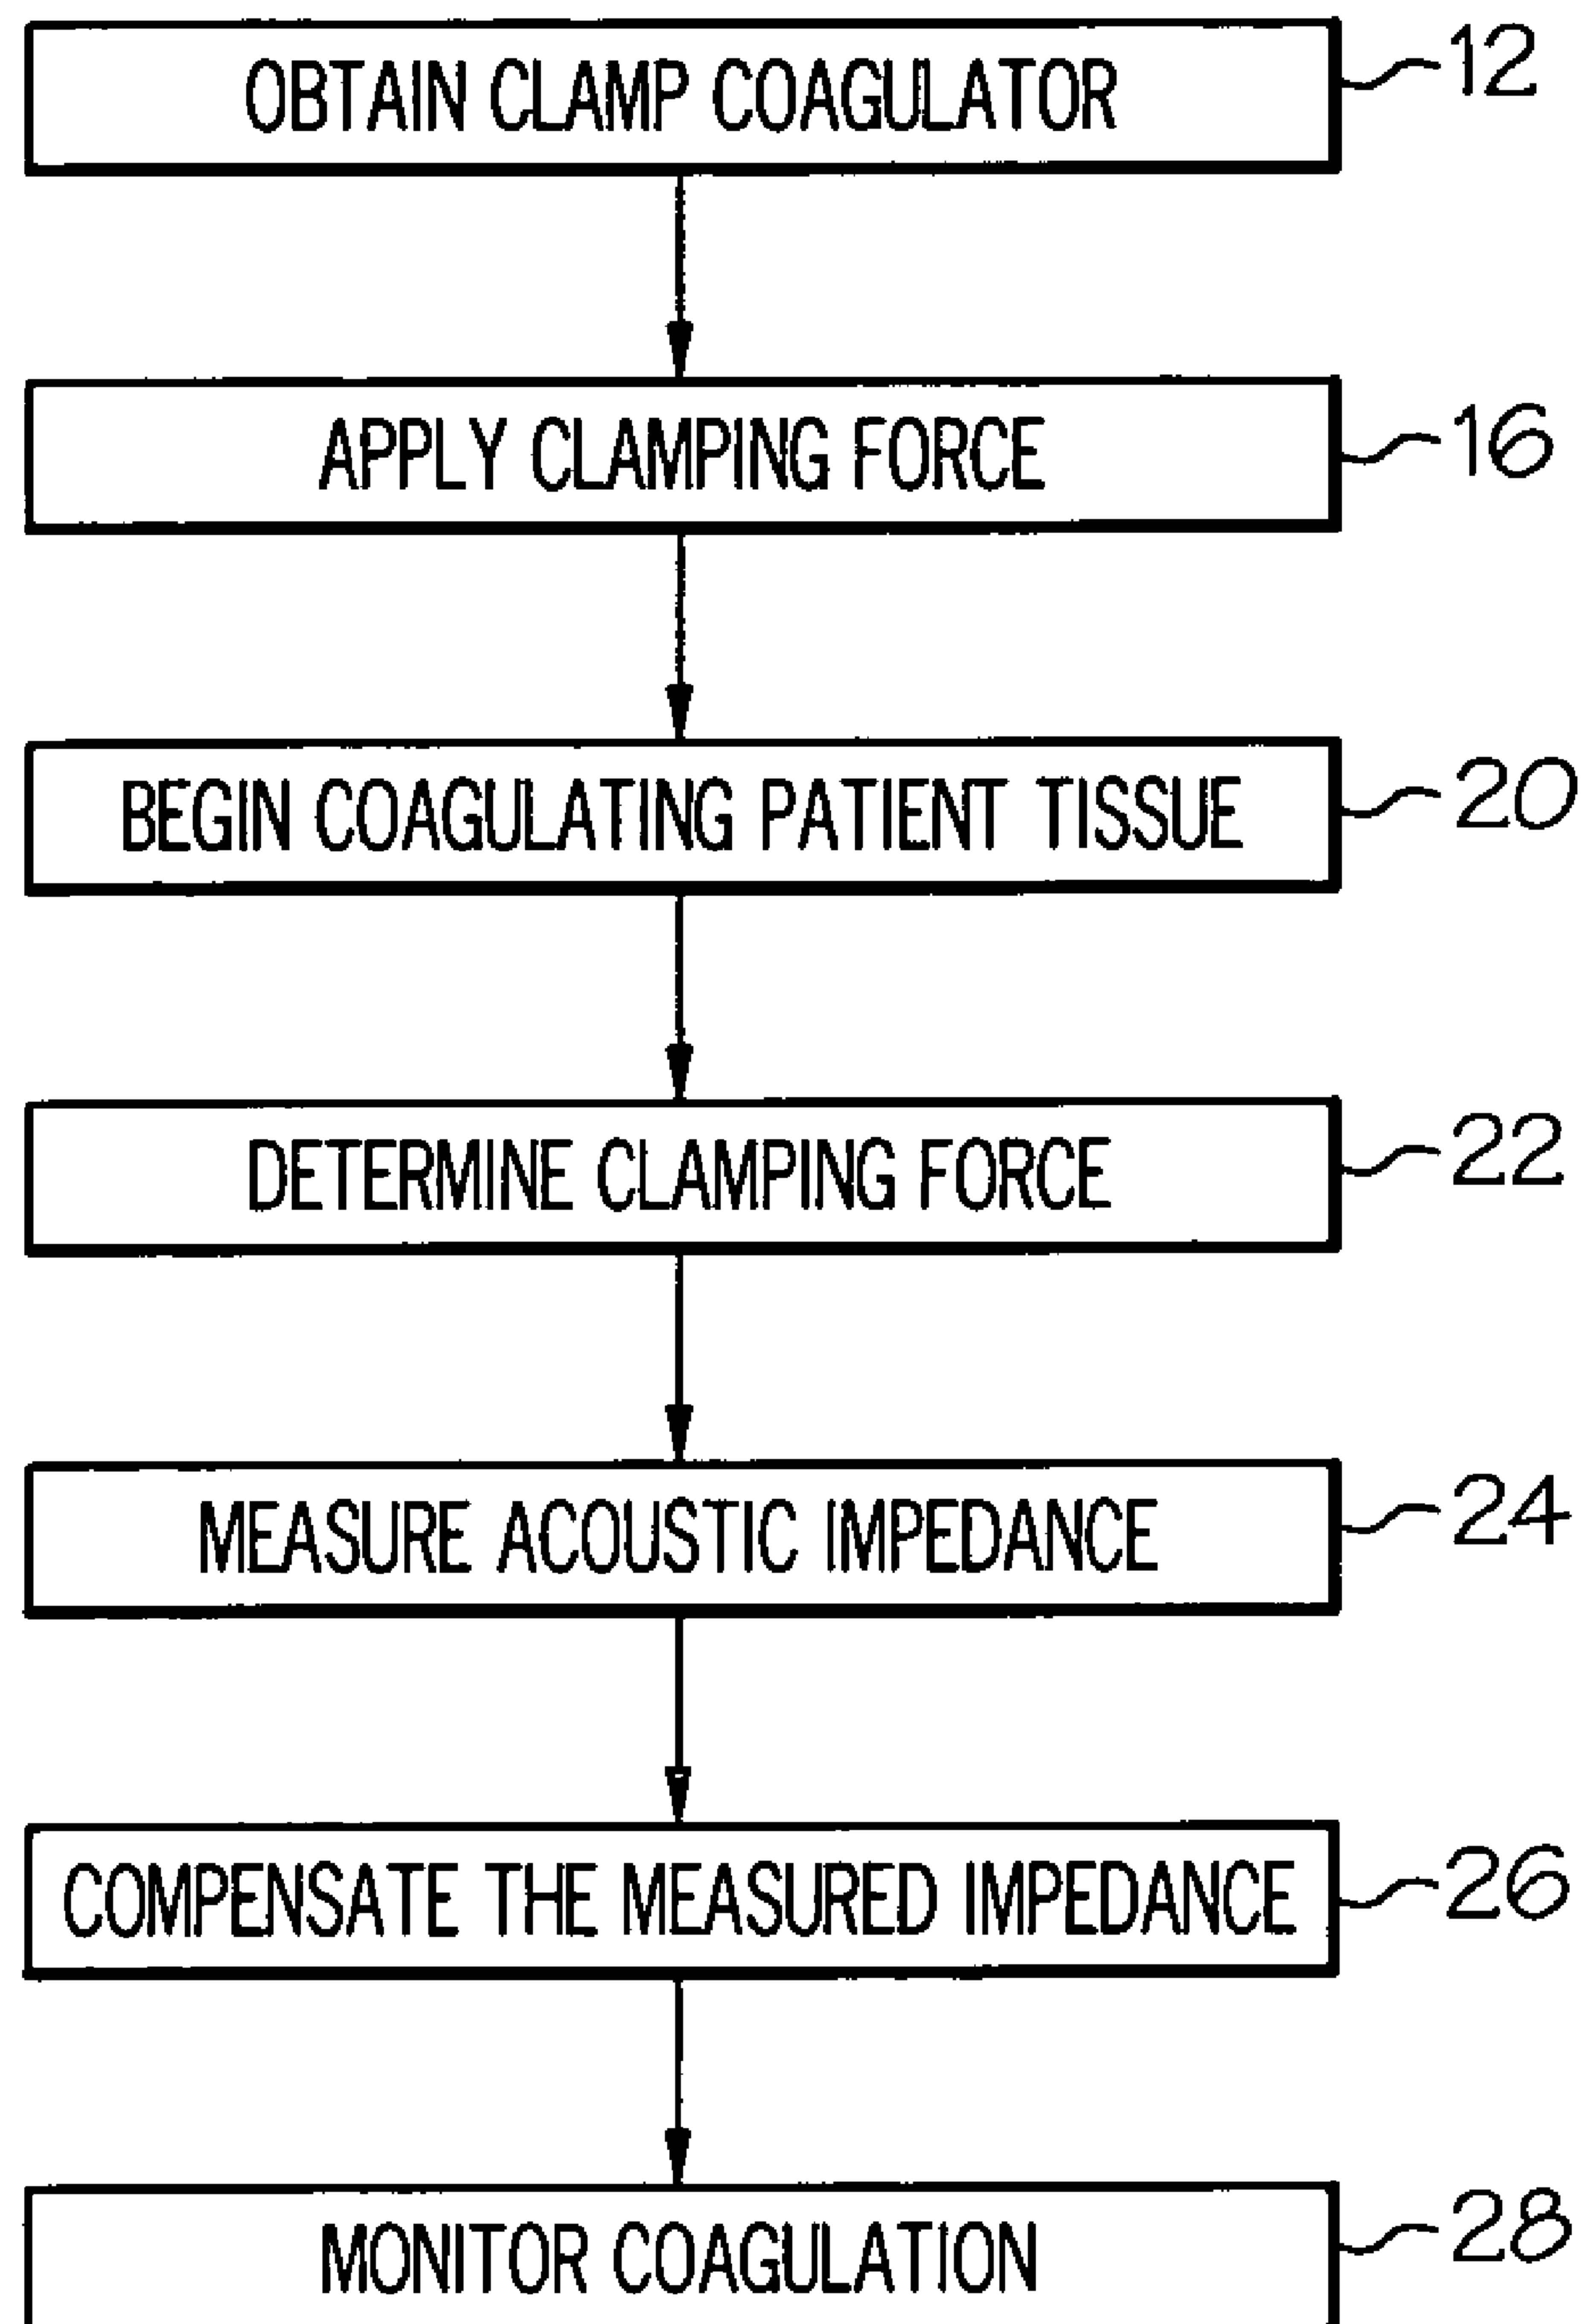 OBTAIN CLAMP COAGULATOR 12
APPLY CLAMPING FORCE 16
BEGIN COAGULATING PATIENT TISSUE 20
DETERMINE CLAMPING FORCE 22
MEASURE ACOUSTIC IMPEDANCE 24
COMPENSATE THE MEASURED IMPEDANCE 26
MONITOR COAGULATION 28